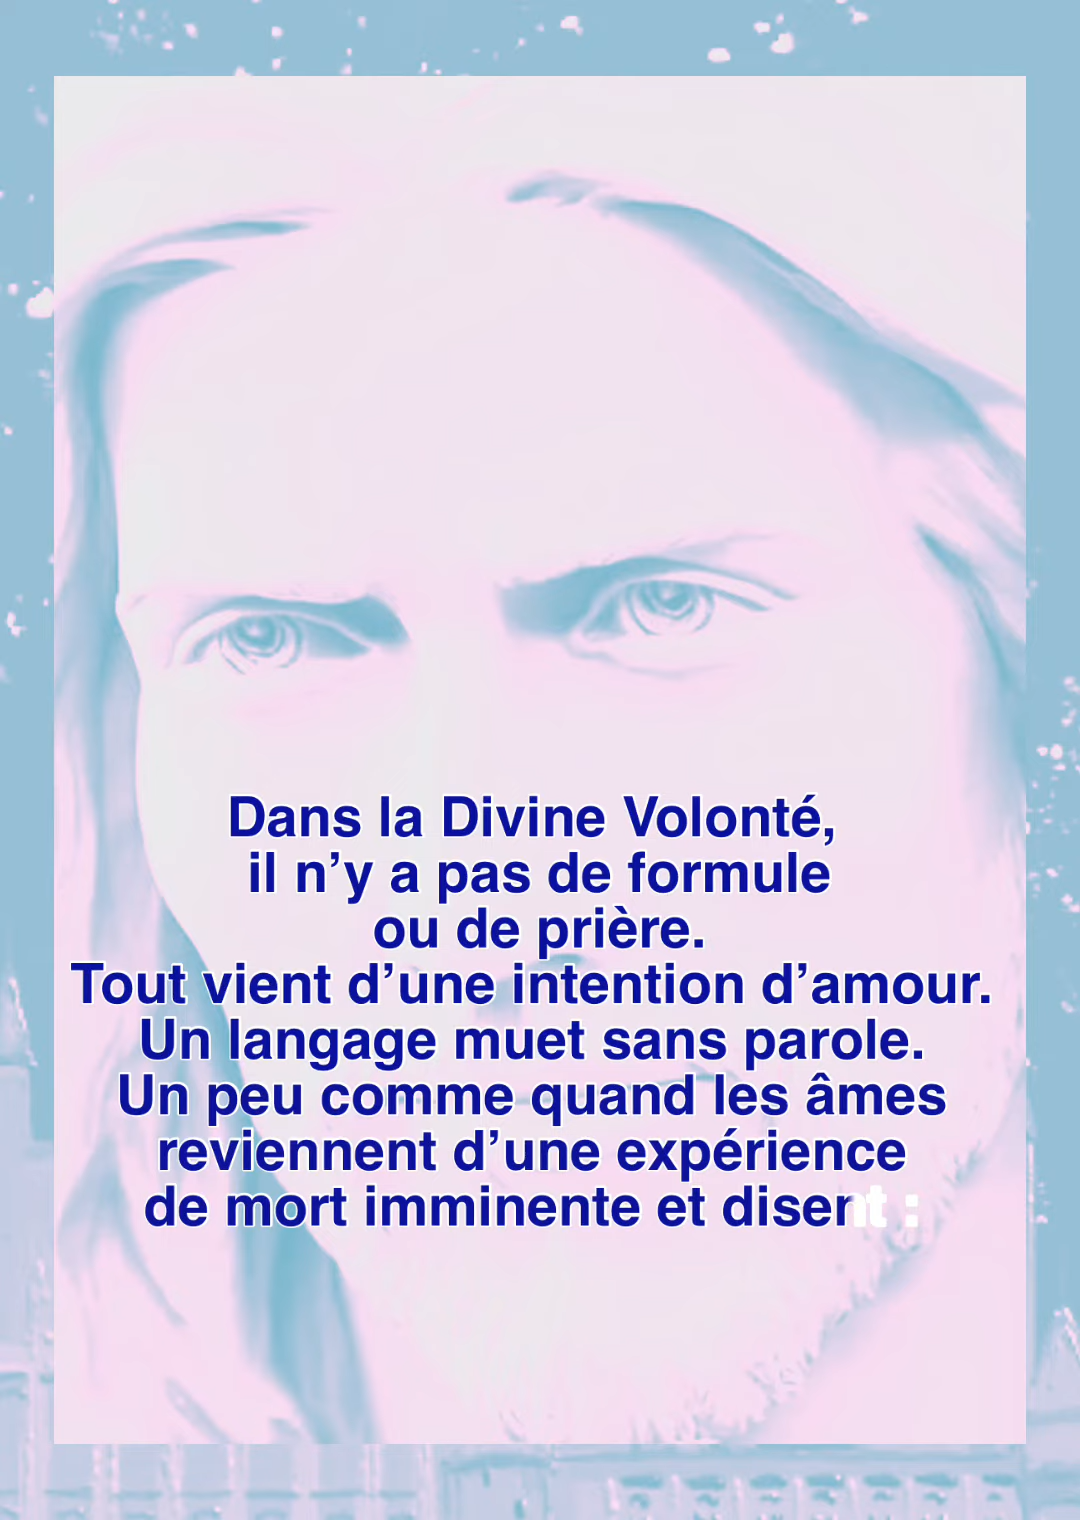 Dans la Divine Volonté,
il n’y a pas de formule
ou de prière.
Tout vient d’une intention d’amour.
Un langage muet sans parole.
Un peu comme quand les âmes
reviennent d’une expérience
de mort imminente et disent :